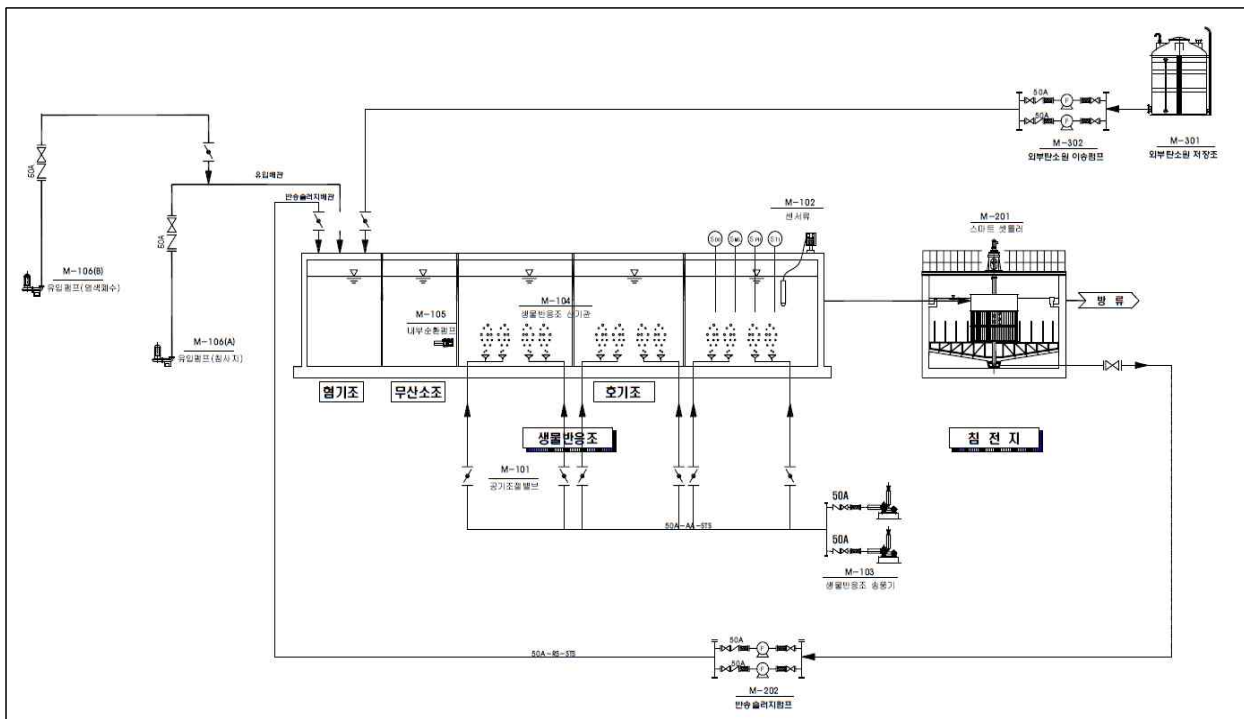 50A
50A
M-302
외부탄소원 이송펌프
M-301
외부탄소원 저장조
50A
유입배관
반송슬러지배관
50A
M-102
센서류
M-201
스마트 셋틀러
M-106(B)
유입펌프(염색폐수)
M-104
생물반응조 산기관
M-105
내부순환펌프
방 류
M-106(A)
유입펌프(침사지)
혐기조
무산소조
호기조
생물반응조
침 전 지
M-101
공기조절밸브
50A
50A-AA-STS
50A
M-103
생물반응조 송풍기
50A
50A-RS-STS
50A
M-202
반송슬러지펌프